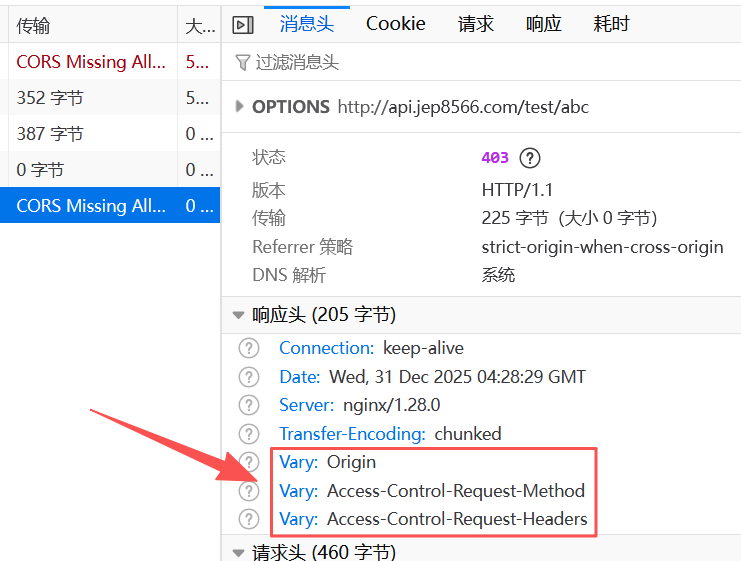 传输
大...
消息头
Cookie
请求
响应
耗时
CORS Missing All...
5...
352 字节
5...
387 字节
0 ...
0 字节
0 ...
CORS Missing All...
0 ...
过滤消息头
OPTIONS http://api.jep8566.com/test/abc
状态
403
版本
HTTP/1.1
传输
225 字节 (大小 0 字节)
Referrer 策略
strict-origin-when-cross-origin
DNS 解析
系统
响应头 (205 字节)
Connection: keep-alive
Date: Wed, 31 Dec 2025 04:28:29 GMT
Server: nginx/1.28.0
Transfer-Encoding: chunked
Vary: Origin
Vary: Access-Control-Request-Method
Vary: Access-Control-Request-Headers
请求头 (460 字节)